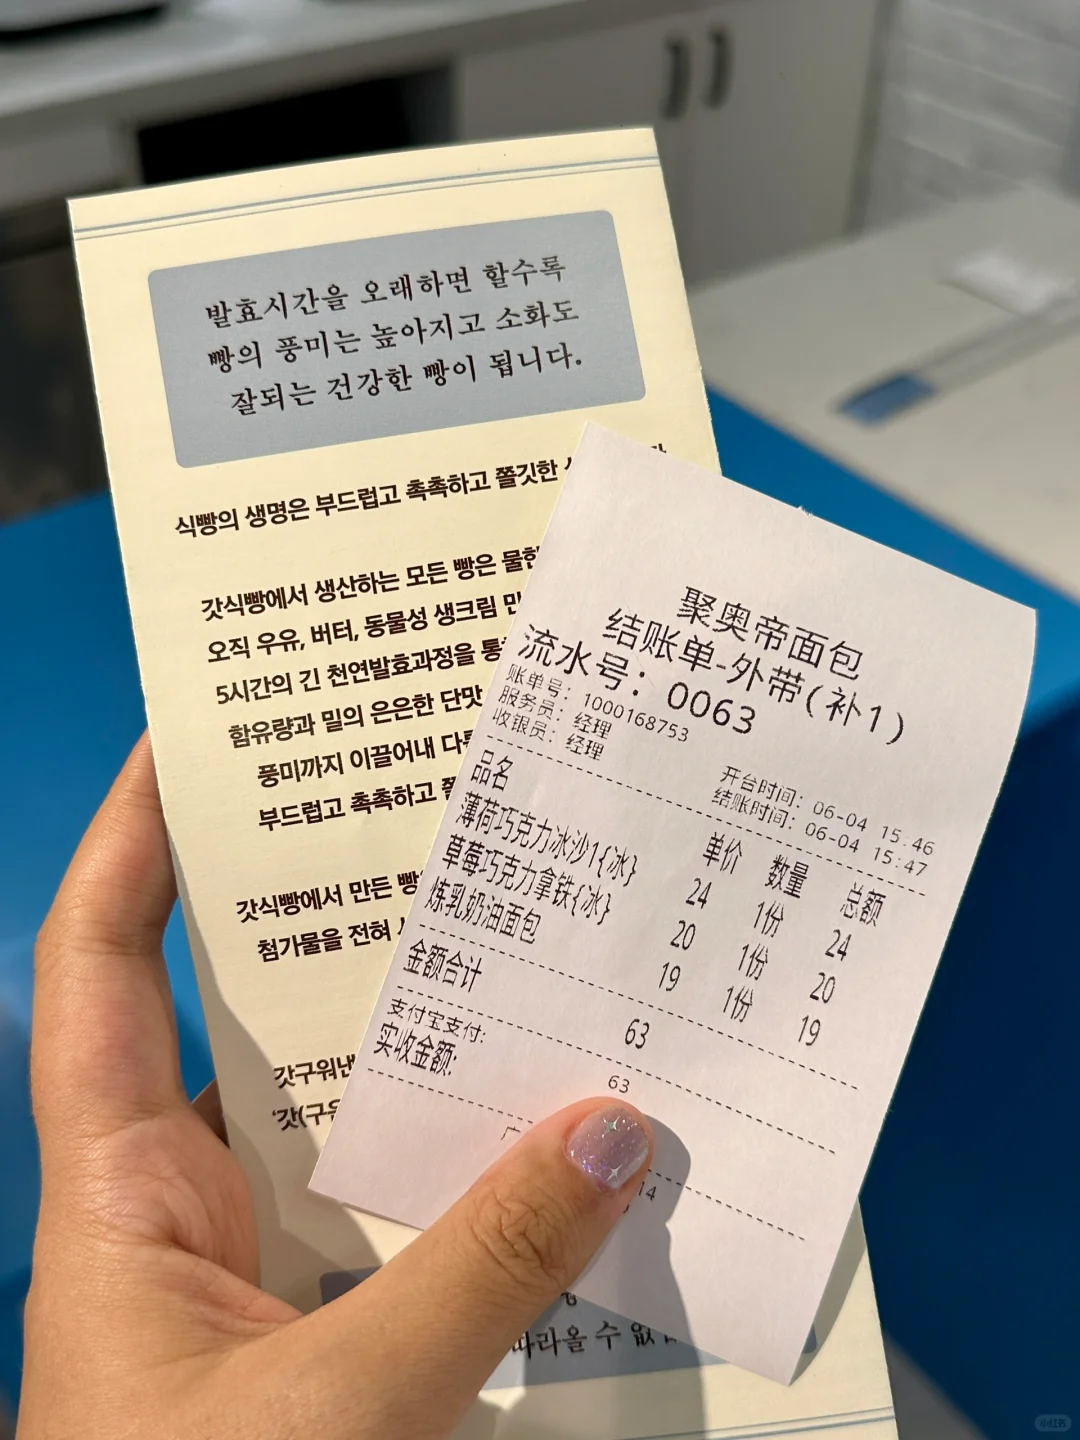 발효시간을 오래하면 할수록
빵의 풍미는 높아지고 소화도
잘되는 건강한 빵이 됩니다.
식빵의 생명은 부드럽고 촉촉하고 쫄깃한
갓식빵에서 생산하는 모든 빵은
오직 우유, 버터, 동물성 생크림
5시간의 긴 천연발효과정을
함유량과 밀의 은은한 단맛
풍미까지 이끌어내
부드럽고 촉촉하고
갓식빵에서 만든
첨가물을 전혀
갓구워낸
따라올 수
聚奥帝面包
结账单-外带(补1)
流水号: 0063
账单号: 1000168753
服务员: 经理
收银员: 经理
开台时间: 06-04 15:46
结账时间: 06-04 15:47
品名 单价 数量 总额
薄荷巧克力冰沙1{冰} 24 1份 24
草莓巧克力拿铁{冰} 20 1份 20
炼乳奶油面包 19 1份 19
金额合计 63
支付宝支付: 63
实收金额:
14
小红书